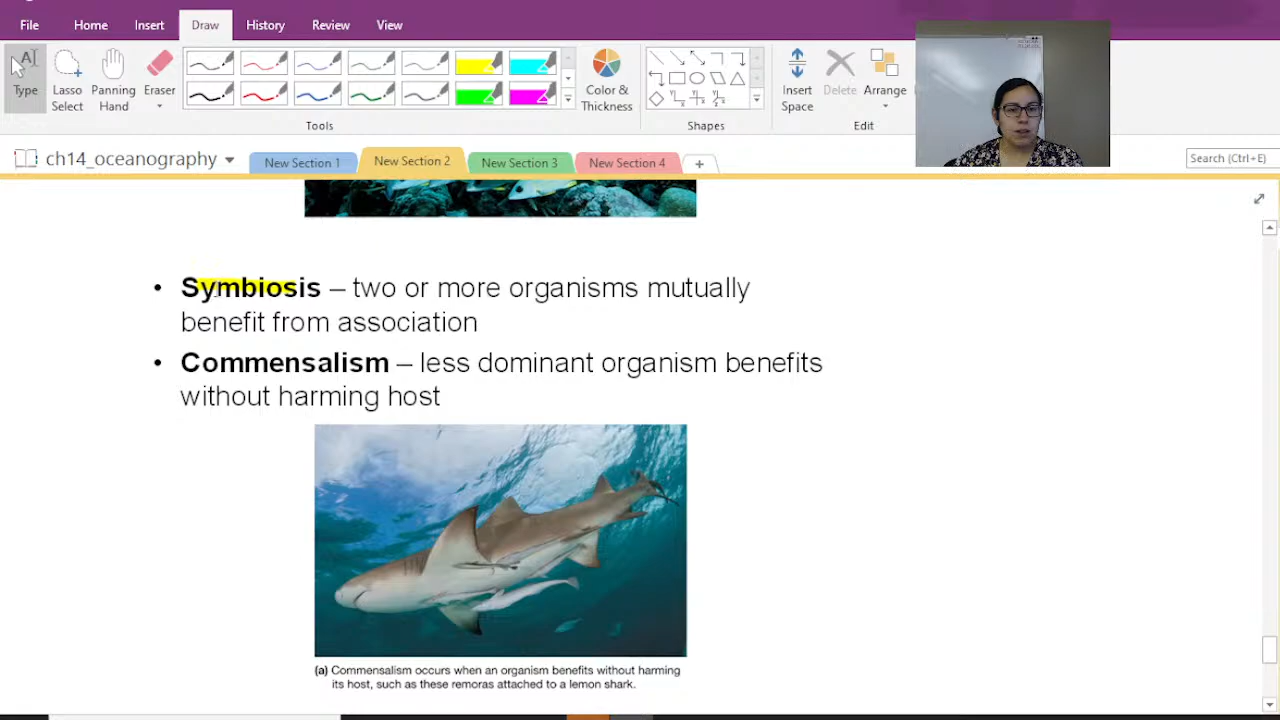 File Home Insert Draw History Review View
Type
Lasso Select
Panning Hand
Eraser
Color & Thickness
Insert Space
Delete
Arrange
Tools Shapes Edit
ch14_oceanography New Section 1 New Section 2 New Section 3 New Section 4 + Search (Ctrl+E)
• Symbiosis – two or more organisms mutually
benefit from association
• Commensalism – less dominant organism benefits
without harming host
(a) Commensalism occurs when an organism benefits without harming
its host, such as these remoras attached to a lemon shark.